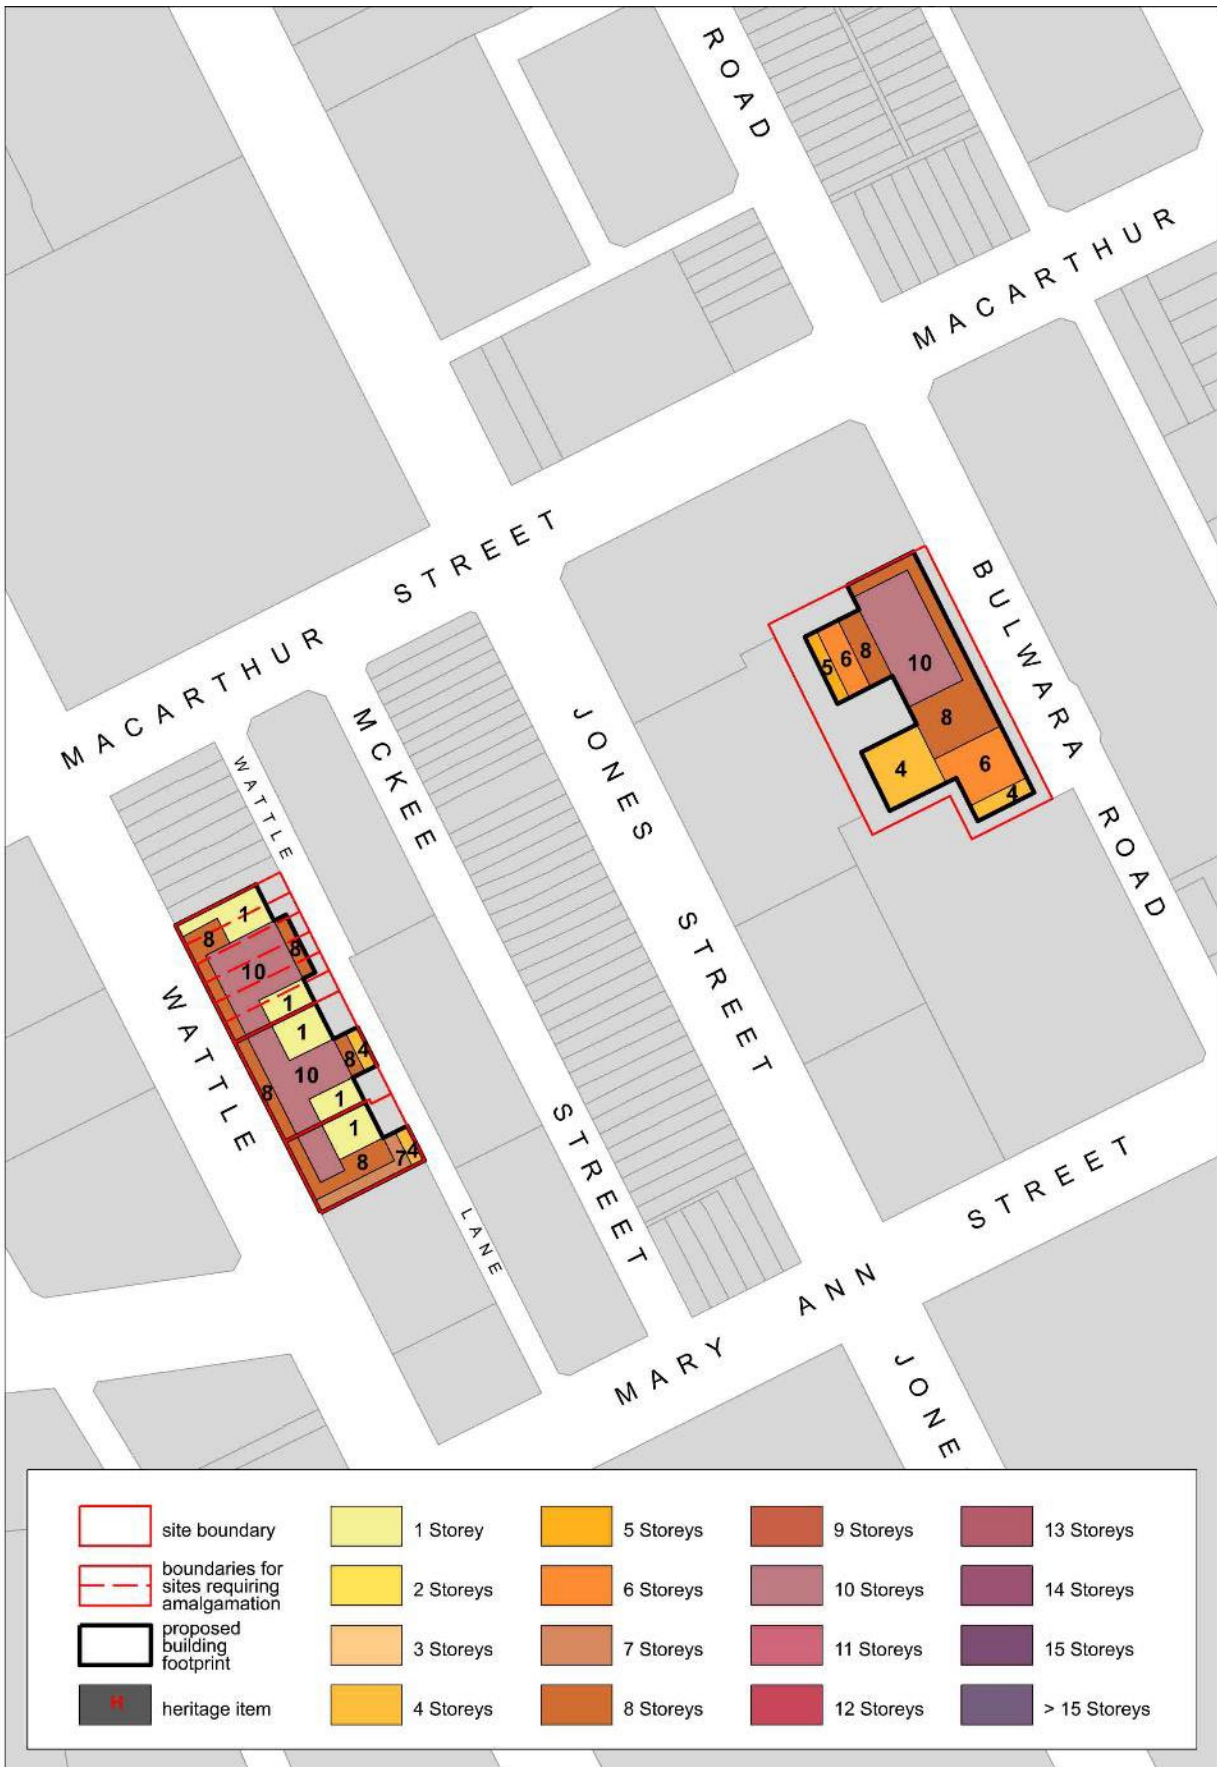 ROAD
MACARTHUR
MACARTHUR STREET
BULWARA ROAD
JONES STREET
MCKEE STREET
WATTLE LANE
WATTLE
MARY ANN STREET
JONE
5
6
8
10
8
4
6
4
1
8
8
10
1
1
4
8
10
8
1
1
4
7
8
site boundary
boundaries for
sites requiring
amalgamation
proposed
building
footprint
H
heritage item
1 Storey
2 Storeys
3 Storeys
4 Storeys
5 Storeys
6 Storeys
7 Storeys
8 Storeys
9 Storeys
10 Storeys
11 Storeys
12 Storeys
13 Storeys
14 Storeys
15 Storeys
> 15 Storeys